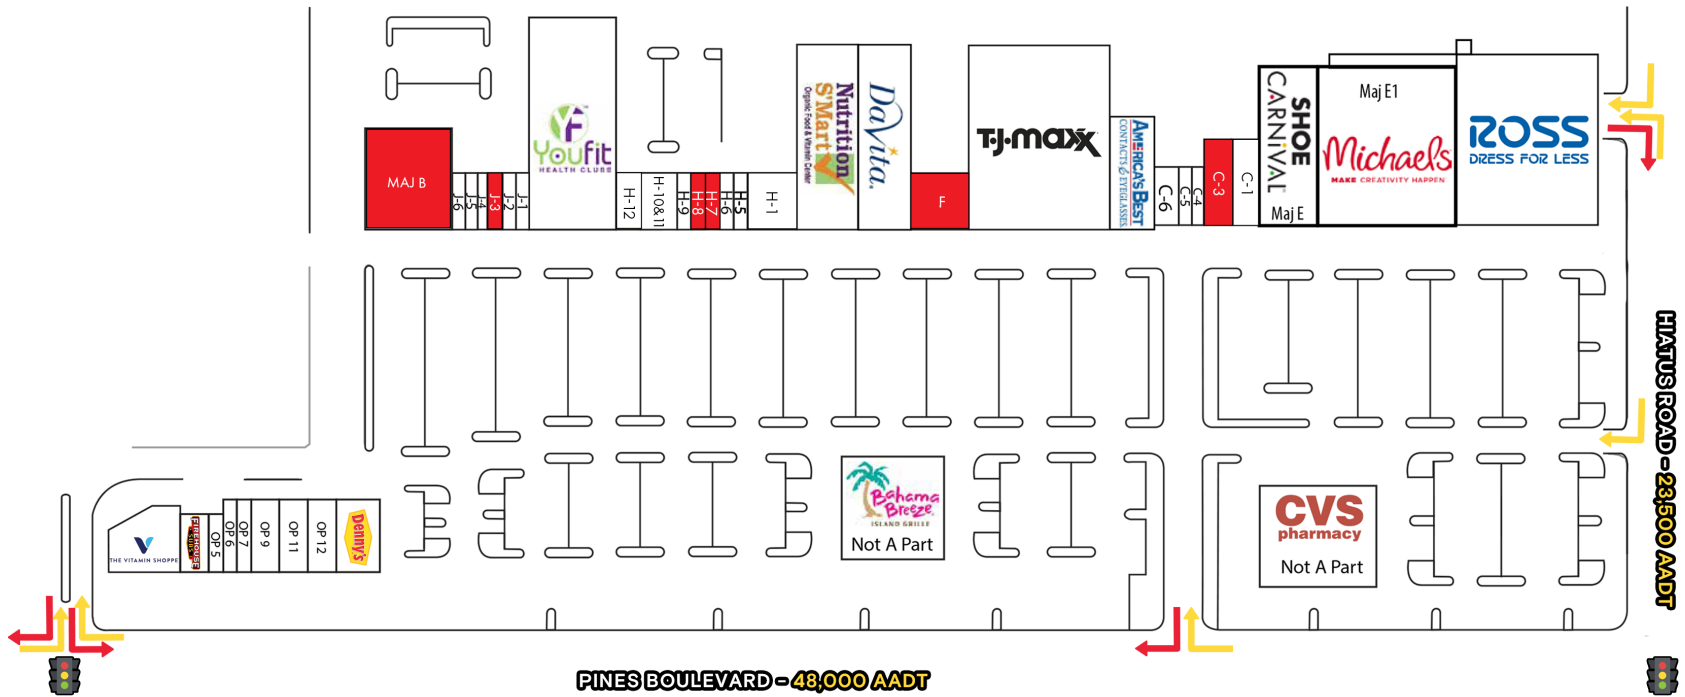 MAJ B
J-6
J-5
J-4
J-3
J-2
J-1
YF
Youfit
HEALTH CLUBS
H-12
H-10&11
H-9
H-8
H-7
H-6
H-5
H-1
Nutrition
S'Mart
Organic Food & Vitamin Center
DaVita.
F
T.J.maxx
AMERICA'S BEST
CONTACTS & EYEGLASSES
C-6
C-5
C-4
C-3
C-1
SHOE
CARNIVAL
Maj E
Maj E1
Michaels
MAKE CREATIVITY HAPPEN
ROSS
DRESS FOR LESS
THE VITAMIN SHOPPE
FIREHOUSE
SUBS
OP 5
OP 6
OP 7
OP 9
OP 11
OP 12
Denny's
Bahama
Breeze
ISLAND GRILLE
Not A Part
CVS
pharmacy
Not A Part
HIATUS ROAD - 23,500 AADT
PINES BOULEVARD - 48,000 AADT